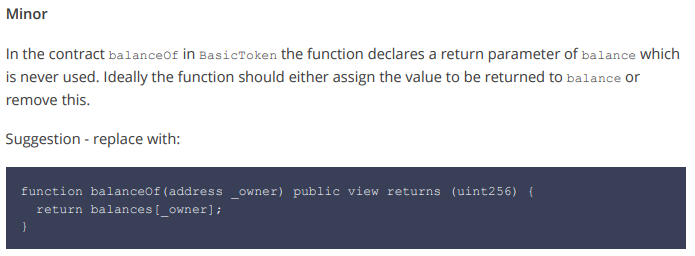 Minor
In the contract balanceOf in BasicToken the function declares a return parameter of balance which
is never used. Ideally the function should either assign the value to be returned to balance or
remove this.
Suggestion - replace with:
function balanceOf(address _owner) public view returns (uint256) {
  return balances[_owner];
}